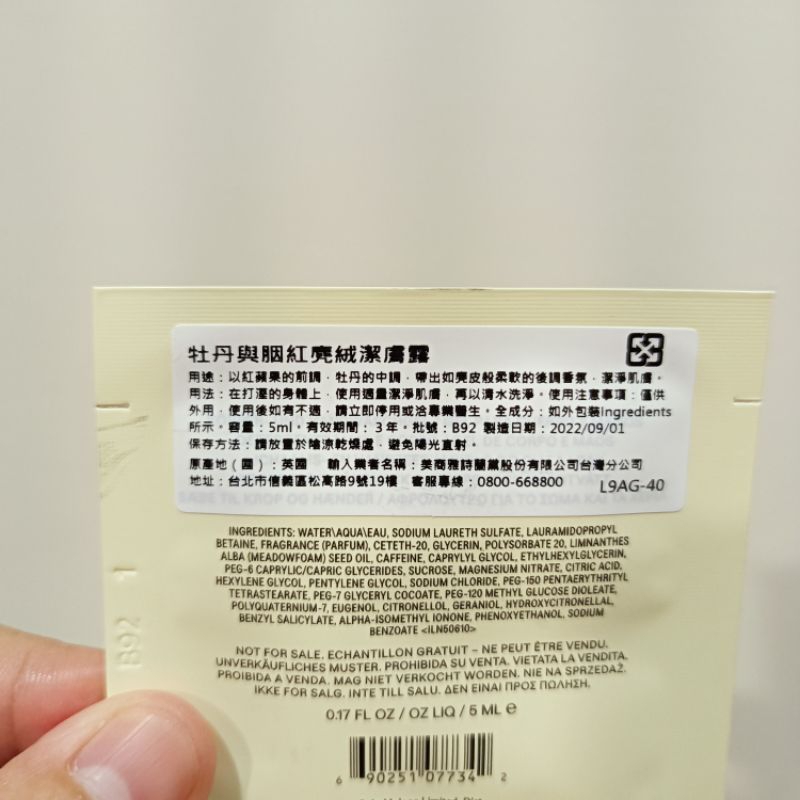 牡丹與胭紅麂絨潔膚露
用途：以紅蘋果的前調，牡丹的中調，帶出如麂皮般柔軟的後調香氛，潔淨肌膚。
用法：在打溼的身體上，使用適量潔淨肌膚，再以清水洗淨。使用注意事項：僅供
外用，使用後如有不適，請立即停用或洽專業醫生。全成分：如外包裝Ingredients
所示。容量：5ml。有效期間：3年。批號：B92 製造日期：2022/09/01
保存方法：請放置於陰涼乾燥處，避免陽光直射。
原產地（國）：英國 輸入業者名稱：美商雅詩蘭黛股份有限公司台灣分公司
地址：台北市信義區松高路9號19樓 客服專線：0800-668800 L9AG-40
INGREDIENTS: WATER\AQUA\EAU, SODIUM LAURETH SULFATE, LAURAMIDOPROPYL
BETAINE, FRAGRANCE (PARFUM), CETETH-20, GLYCERIN, POLYSORBATE 20, LIMNANTHES
ALBA (MEADOWFOAM) SEED OIL, CAFFEINE, CAPRYLYL GLYCOL, ETHYLHEXYLGLYCERIN,
PEG-6 CAPRYLIC/CAPRIC GLYCERIDES, SUCROSE, MAGNESIUM NITRATE, CITRIC ACID,
HEXYLENE GLYCOL, PENTYLENE GLYCOL, SODIUM CHLORIDE, PEG-150 PENTAERYTHRITYL
TETRASTEARATE, PEG-7 GLYCERYL COCOATE, PEG-120 METHYL GLUCOSE DIOLEATE,
POLYQUATERNIUM-7, EUGENOL, CITRONELLOL, GERANIOL, HYDROXYCITRONELLAL,
BENZYL SALICYLATE, ALPHA-ISOMETHYL IONONE, PHENOXYETHANOL, SODIUM
BENZOATE <ILN50610>
NOT FOR SALE. ECHANTILLON GRATUIT – NE PEUT ÊTRE VENDU.
UNVERKÄUFLICHES MUSTER. PROHIBIDA SU VENTA. VIETATA LA VENDITA.
PROIBIDA A VENDA. MAG NIET VERKOCHT WORDEN. NIE NA SPRZEDAŻ.
IKKE FOR SALG. INTE TILL SALU. ΔΕΝ ΕΙΝΑΙ ΠΡΟΣ ΠΩΛΗΣΗ.
0.17 FL OZ / OZ LIQ / 5 ML ℮
6 90251 07734 2
B92 1